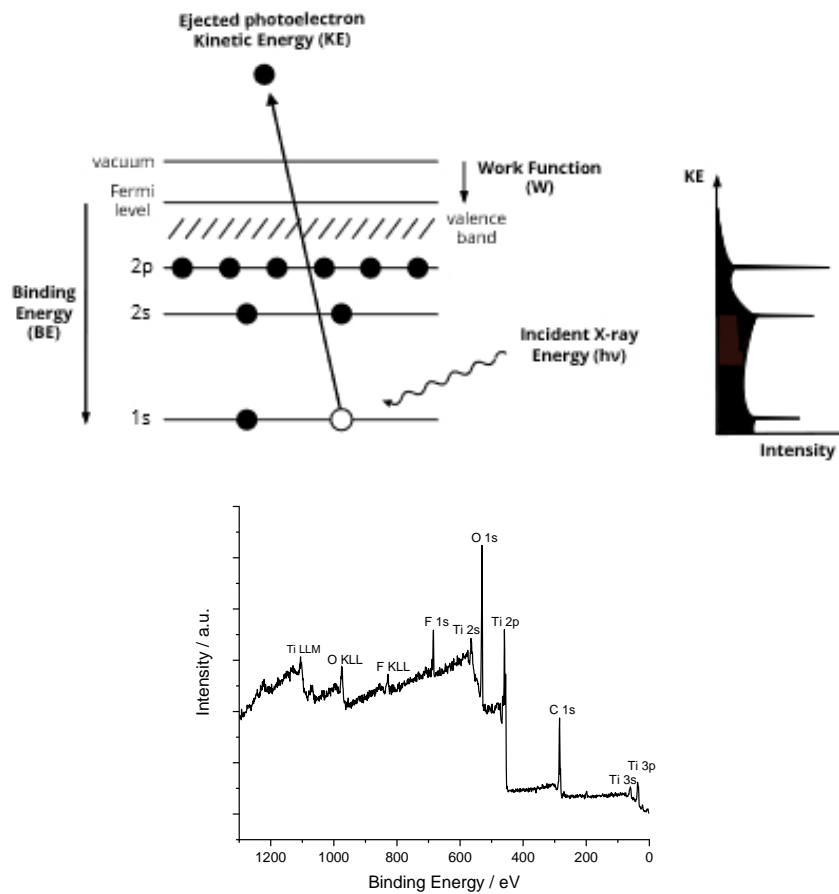 Ejected photoelectron
Kinetic Energy (KE)
vacuum
Fermi
level
Work Function
(W)
valence
band
2p
2s
1s
Binding
Energy
(BE)
Incident X-ray
Energy (hν)
KE
Intensity
Intensity / a.u.
Ti LLM
O KLL
F KLL
F 1s
Ti 2s
O 1s
Ti 2p
C 1s
Ti 3s
Ti 3p
1200 1000 800 600 400 200 0
Binding Energy / eV